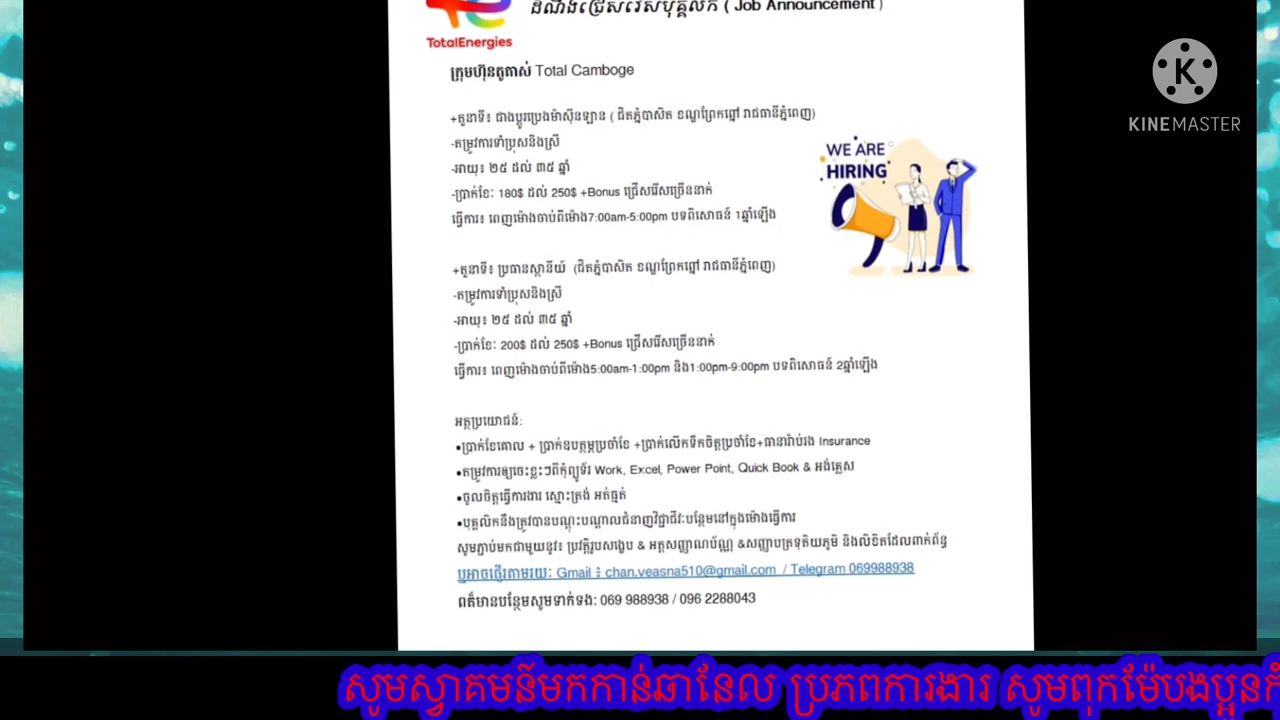 ដំណឹងជ្រើសរើសបុគ្គលិក ( Job Announcement )
TotalEnergies
ក្រុមហ៊ុនតូតាល់ Total Camboge
K
KINEMASTER
+តួនាទី៖ ជាងប្តូរប្រេងម៉ាស៊ីនឡាន ( ជិតភ្នំបាសិត ខណ្ឌព្រែកព្នៅ រាជធានីភ្នំពេញ)
-តម្រូវការទាំប្រុសនិងស្រី
-អាយុ៖ ២៥ ដល់ ៣៥ ឆ្នាំ
-ប្រាក់ខែ: 180$ ដល់ 250$ +Bonus ជ្រើសរើសច្រើននាក់
ធ្វើការ៖ ពេញម៉ោងចាប់ពីម៉ោង7:00am-5:00pm បទពិសោធន៍ 1ឆ្នាំឡើង
WE ARE
HIRING
+តួនាទី៖ ប្រធានស្ថានីយ៍ (ជិតភ្នំបាសិត ខណ្ឌព្រែកព្នៅ រាជធានីភ្នំពេញ)
-តម្រូវការទាំប្រុសនិងស្រី
-អាយុ៖ ២៥ ដល់ ៣៥ ឆ្នាំ
-ប្រាក់ខែ: 200$ ដល់ 250$ +Bonus ជ្រើសរើសច្រើននាក់
ធ្វើការ៖ ពេញម៉ោងចាប់ពីម៉ោង5:00am-1:00pm និង1:00pm-9:00pm បទពិសោធន៍ 2ឆ្នាំឡើង
អត្ថប្រយោជន៍:
•ប្រាក់ខែគោល + ប្រាក់ឧបត្ថម្ភប្រចាំខែ +ប្រាក់លើកទឹកចិត្តប្រចាំខែ+ធានារ៉ាប់រង Insurance
•តម្រូវការឲ្យចេះខ្លះៗពីកុំព្យូទ័រ Work, Excel, Power Point, Quick Book & អង់គ្លេស
•ចូលចិត្តធ្វើការងារ ស្មោះត្រង់ អត់ធ្មត់
•បុគ្គលិកនឹងត្រូវបានបណ្តុះបណ្តាលជំនាញវិជ្ជាជីវៈបន្ថែមនៅក្នុងម៉ោងធ្វើការ
សូមភ្ជាប់មកជាមួយនូវ៖ ប្រវត្តិរូបសង្ខេប & អត្តសញ្ញាណប័ណ្ណ &សញ្ញាបត្រទុតិយភូមិ និងលិខិតដែលពាក់ព័ន្ធ
ឬអាចផ្ញើរតាមរយ: Gmail ៖ chan.veasna510@gmail.com / Telegram 069988938
ពត៌មានបន្ថែមសូមទាក់ទង: 069 988938 / 096 2288043
សូមស្វាគមន៍មកកាន់ឆានែល ប្រភពការងារ សូមពុកម៉ែបងប្អូន